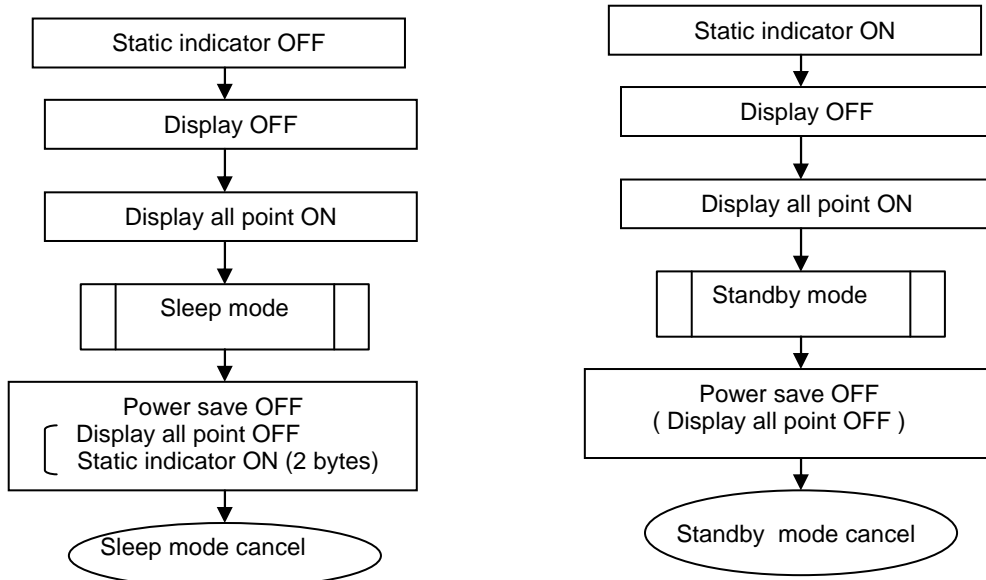 Static indicator OFF
Display OFF
Display all point ON
Sleep mode
Power save OFF
Display all point OFF
Static indicator ON (2 bytes)
Sleep mode cancel
Static indicator ON
Display OFF
Display all point ON
Standby mode
Power save OFF
( Display all point OFF )
Standby mode cancel